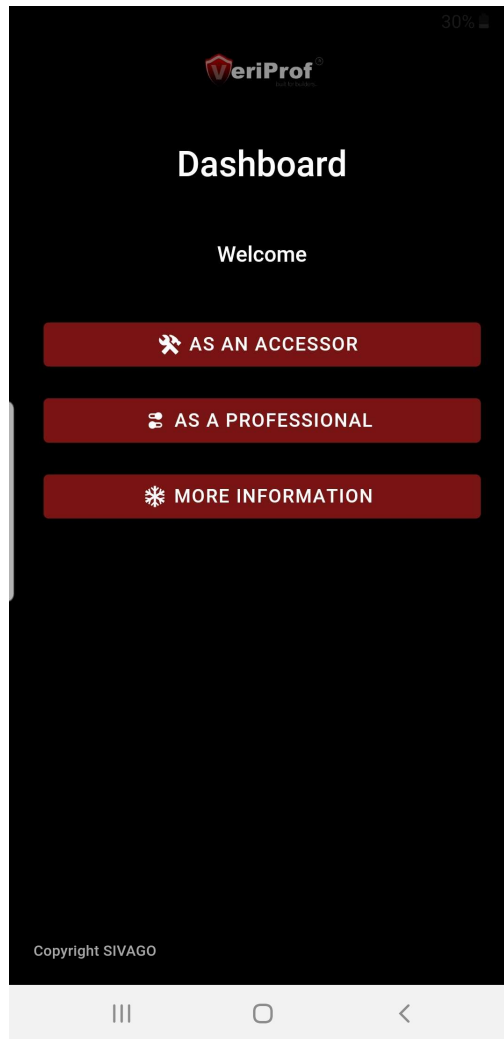 30%
VeriProf
Dashboard
Welcome
AS AN ACCESSOR
AS A PROFESSIONAL
MORE INFORMATION
Copyright SIVAGO